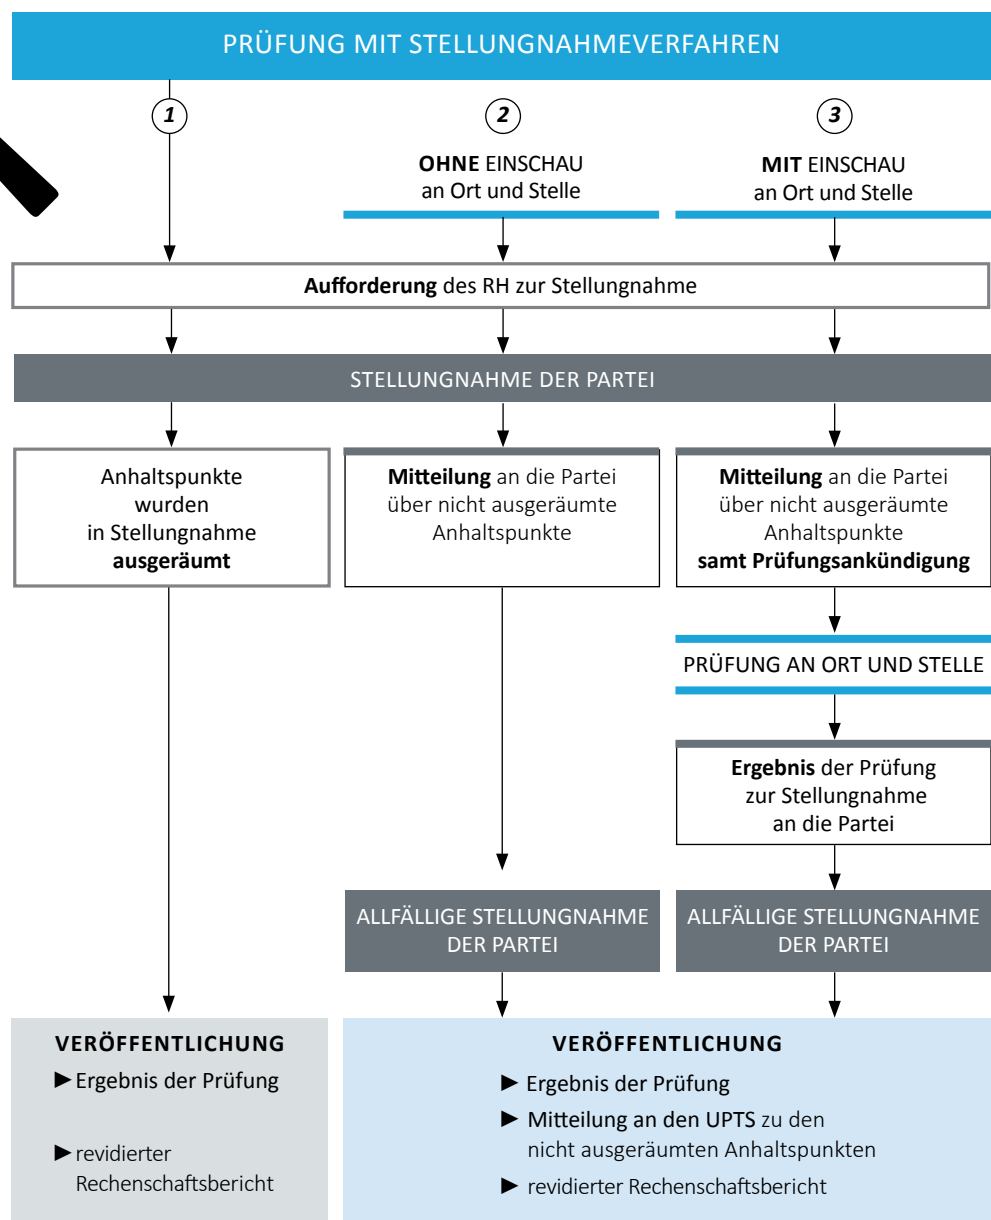 PRÜFUNG MIT STELLUNGNAHMEVERFAHREN
1
2
3
OHNE EINSCHAU
an Ort und Stelle
MIT EINSCHAU
an Ort und Stelle
Aufforderung des RH zur Stellungnahme
STELLUNGNAHME DER PARTEI
Anhaltspunkte
wurden
in Stellungnahme
ausgeräumt
Mitteilung an die Partei
über nicht ausgeräumte
Anhaltspunkte
Mitteilung an die Partei
über nicht ausgeräumte
Anhaltspunkte
samt Prüfungsankündigung
PRÜFUNG AN ORT UND STELLE
Ergebnis der Prüfung
zur Stellungnahme
an die Partei
ALLFÄLLIGE STELLUNGNAHME
DER PARTEI
ALLFÄLLIGE STELLUNGNAHME
DER PARTEI
VERÖFFENTLICHUNG
► Ergebnis der Prüfung
► revidierter
Rechenschaftsbericht
VERÖFFENTLICHUNG
► Ergebnis der Prüfung
► Mitteilung an den UPTS zu den
nicht ausgeräumten Anhaltspunkten
► revidierter Rechenschaftsbericht